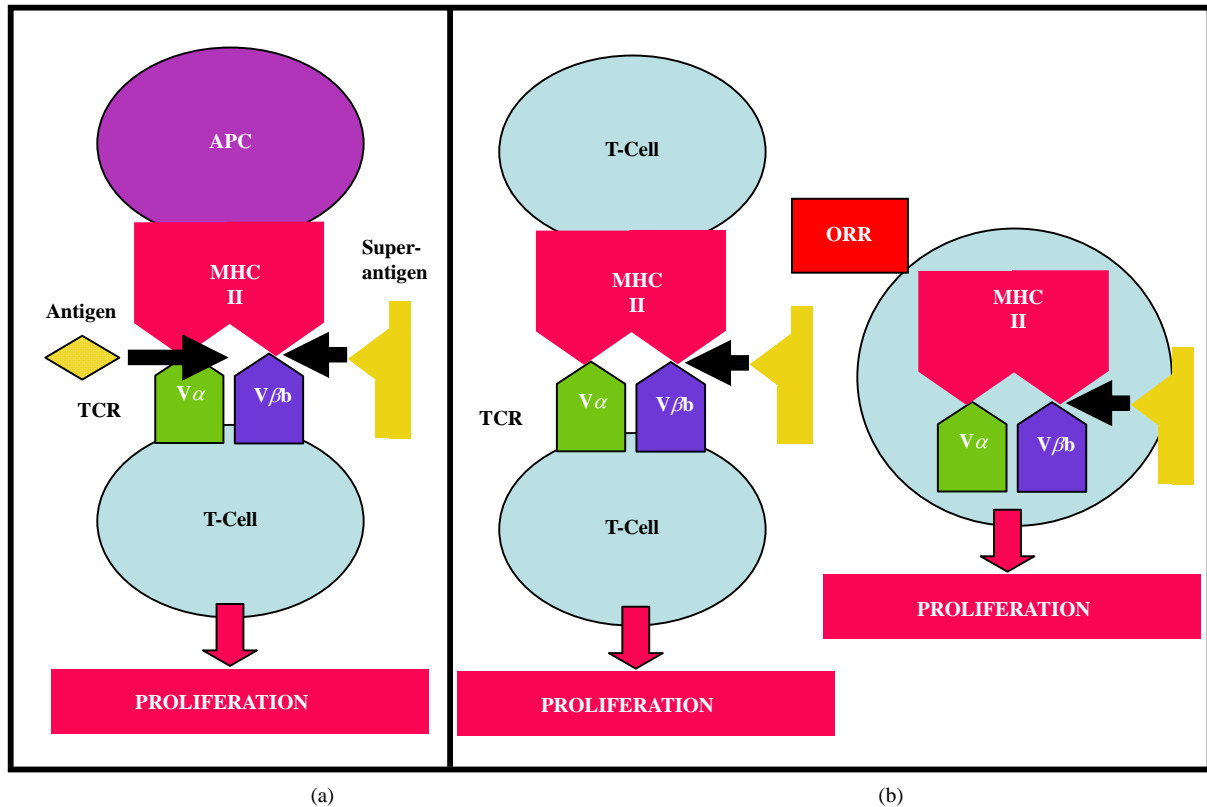 APC
MHC
II
Super-
antigen
Antigen
TCR
Vα
Vβb
T-Cell
PROLIFERATION
(a)
T-Cell
MHC
II
TCR
Vα
Vβb
T-Cell
PROLIFERATION
ORR
MHC
II
Vα
Vβb
PROLIFERATION
(b)